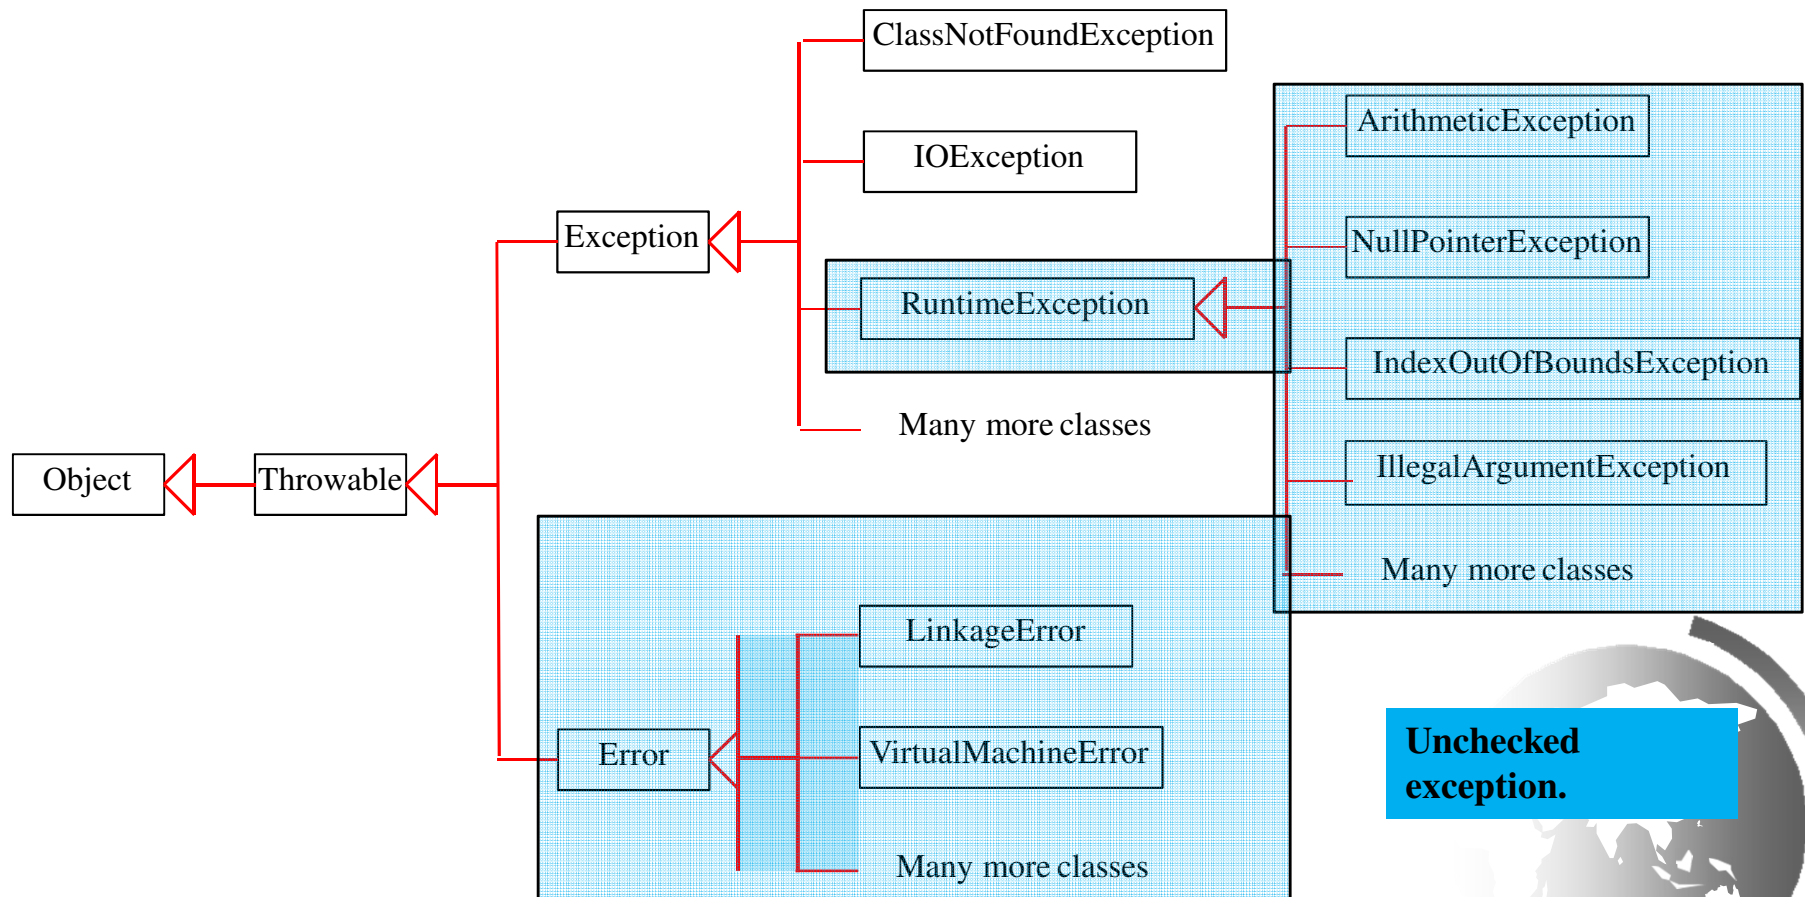 ClassNotFoundException
ArithmeticException
IOException
Exception
NullPointerException
RuntimeException
IndexOutOfBoundsException
Many more classes
Object
Throwable
IllegalArgumentException
Many more classes
LinkageError
Error
VirtualMachineError
Unchecked
exception.
Many more classes